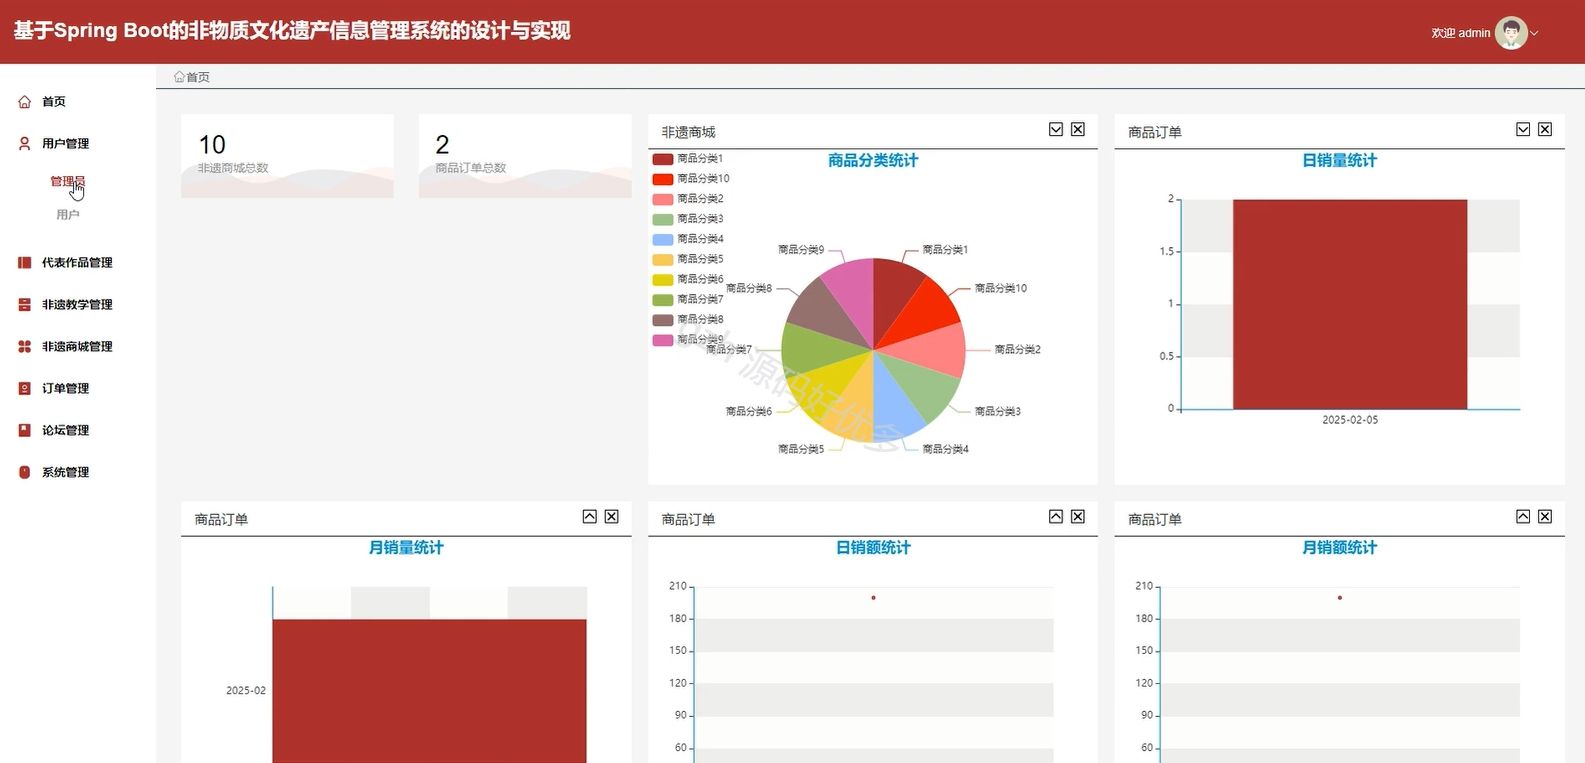 基于Spring Boot的非物质文化遗产信息管理系统的设计与实现
欢迎 admin
首页
首页
用户管理
管理员
用户
代表作品管理
非遗教学管理
非遗商城管理
订单管理
论坛管理
系统管理
10
非遗商城总数
2
商品订单总数
非遗商城
商品分类统计
商品分类1
商品分类10
商品分类2
商品分类3
商品分类4
商品分类5
商品分类6
商品分类7
商品分类8
商品分类9
商品分类9
商品分类1
商品分类8
商品分类10
商品分类7
商品分类2
商品分类6
商品分类3
商品分类5
商品分类4
源码好优多
商品订单
日销量统计
2
1.5
1
0.5
0
2025-02-05
商品订单
月销量统计
2025-02
商品订单
日销额统计
210
180
150
120
90
60
商品订单
月销额统计
210
180
150
120
90
60